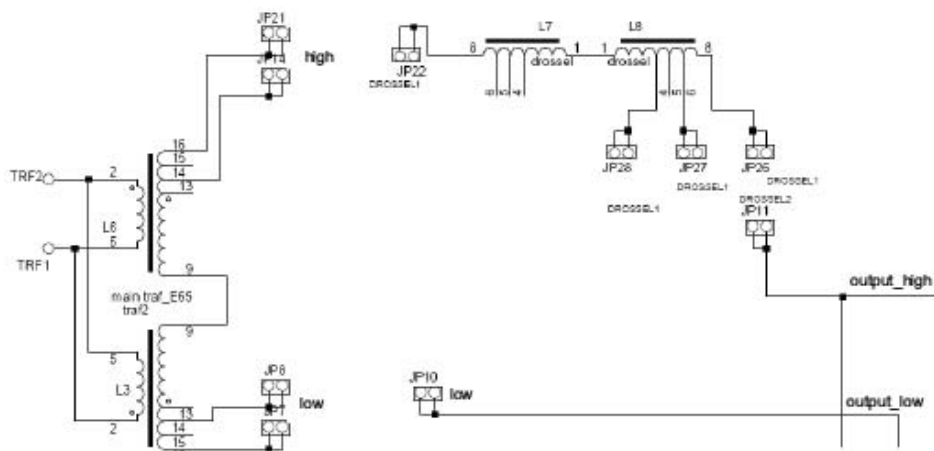 JP21
high
JP14
L7
L8
8
1
1
8
JP22
drossel
drossel
DROSSEL1
16
15
14
13
2
TRF2
L6
6
TRF1
9
JP28
JP27
JP26
DROSSEL1
DROSSEL1
DROSSEL1
DROSSEL2
JP11
output_high
main traf_E65
traf2
9
5
L3
2
JP8
low
13
14
15
JP10
low
output_low